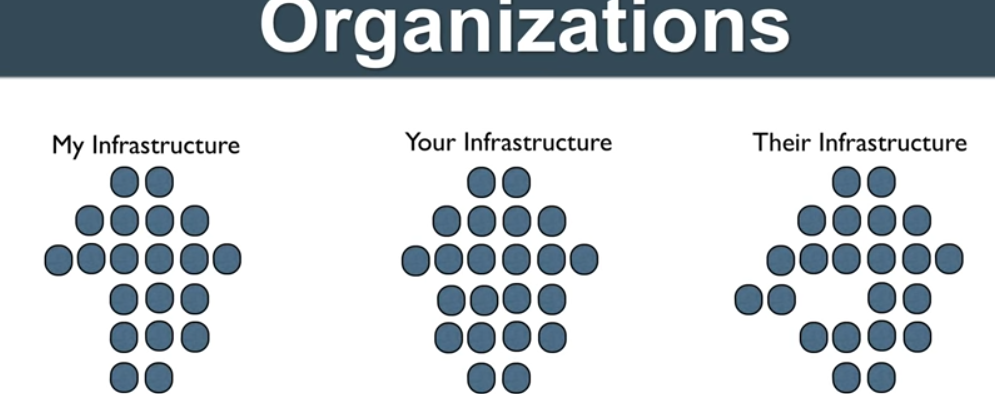 Organizations
My Infrastructure
Your Infrastructure
Their Infrastructure